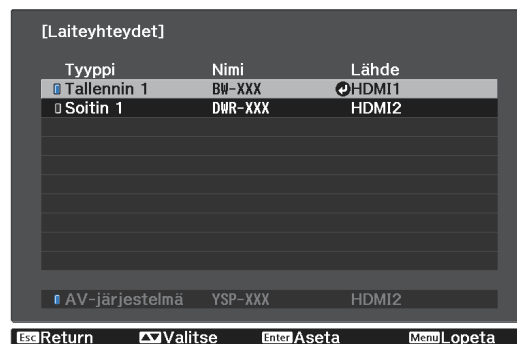 [Laiteyhteydet]
Tyyppi Nimi Lähde
Tallennin 1 BW-XXX HDMI1
Soitin 1 DWR-XXX HDMI2
AV-järjestelmä YSP-XXX HDMI2
Esc Return Valitse Enter Aseta Menu Lopeta